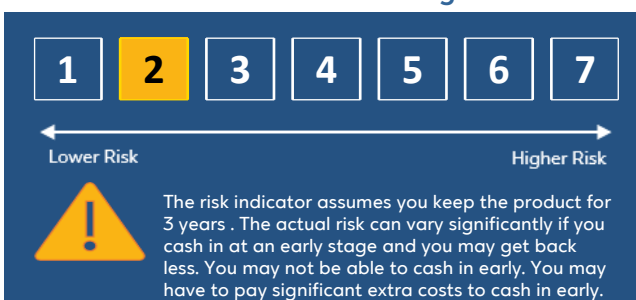 1 2 3 4 5 6 7
Lower Risk Higher Risk
!
The risk indicator assumes you keep the product for
3 years . The actual risk can vary significantly if you
cash in at an early stage and you may get back
less. You may not be able to cash in early. You may
have to pay significant extra costs to cash in early.